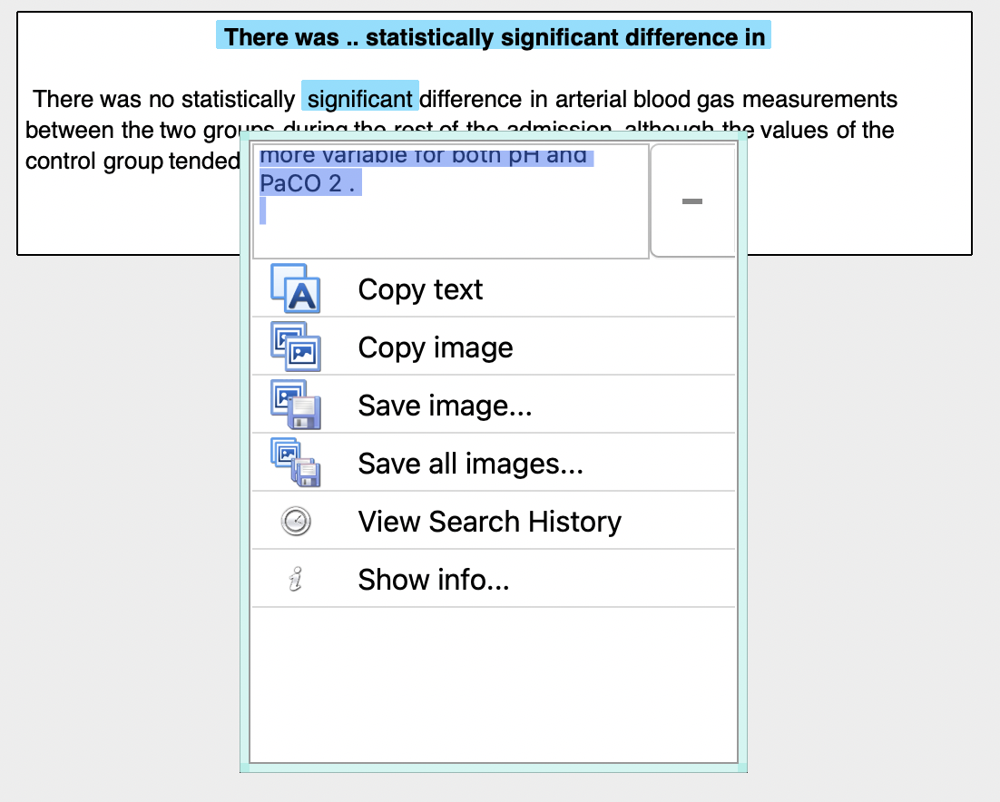 There was .. statistically significant difference in
There was no statistically significant difference in arterial blood gas measurements
between the two groups during the rest of the admission, although the values of the
control group tended
more variable for both pH and
PaCO 2 .
Copy text
Copy image
Save image...
Save all images...
View Search History
Show info...